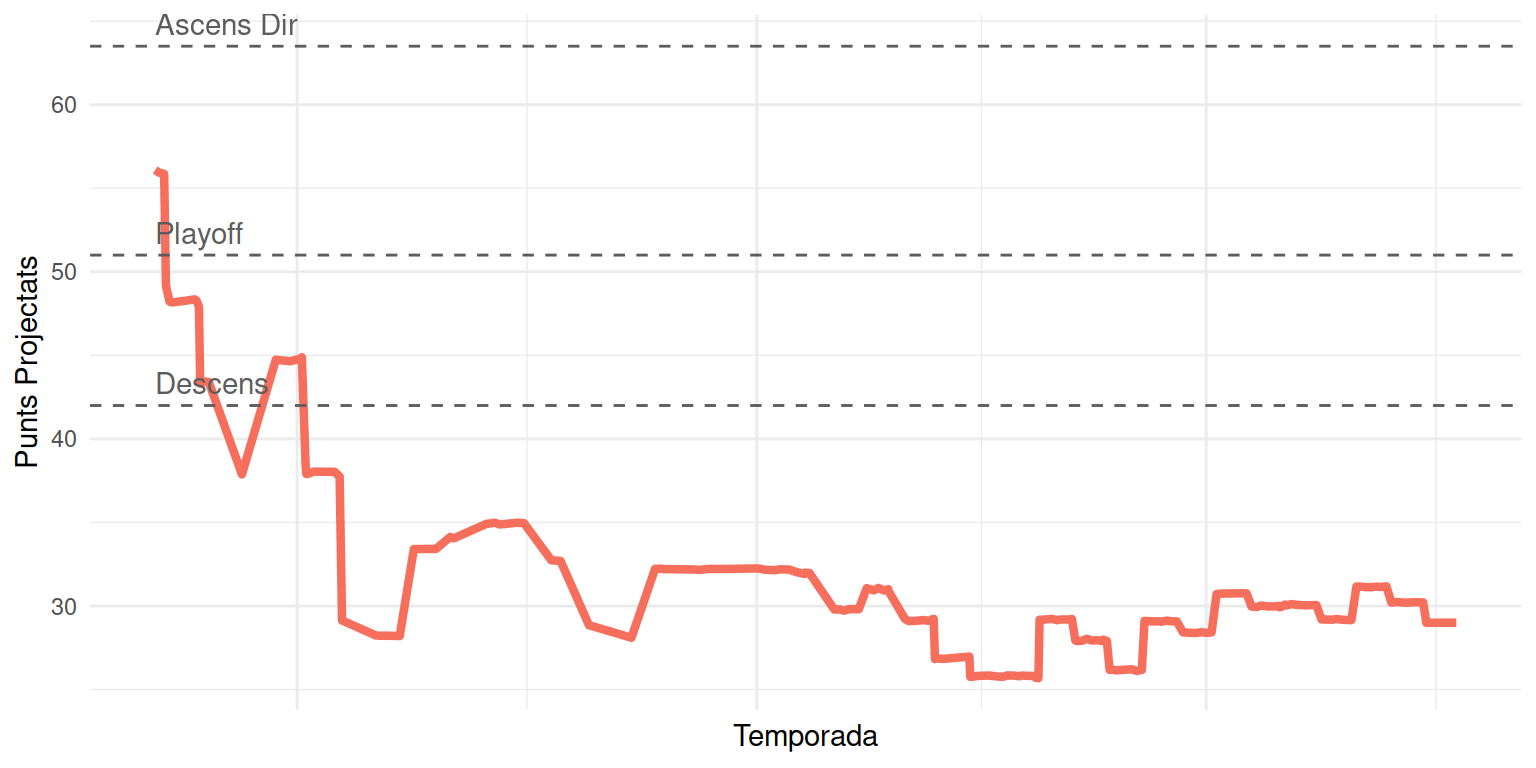 Ascens Dir
60
Playoff
50
Descens
40
30
Punts Projectats
Temporada